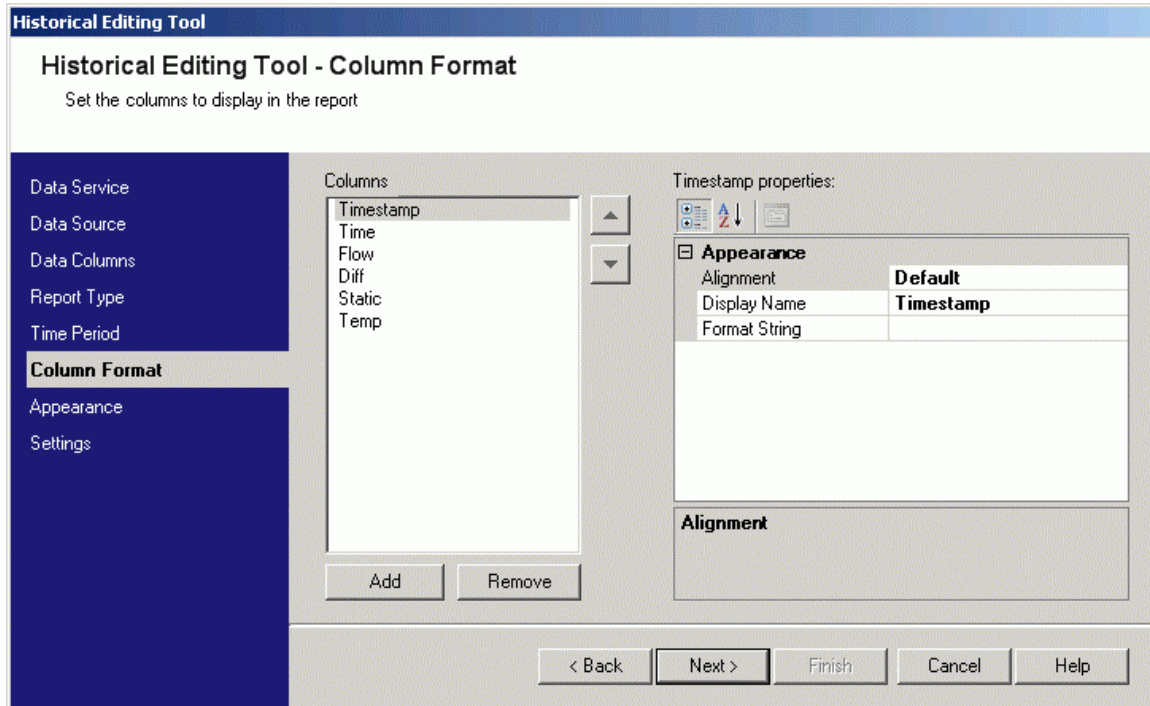 Historical Editing Tool
Historical Editing Tool - Column Format
Set the columns to display in the report
Data Service
Data Source
Data Columns
Report Type
Time Period
Column Format
Appearance
Settings
Columns
Timestamp
Time
Flow
Diff
Static
Temp
Add Remove
Timestamp properties:
Appearance
Alignment Default
Display Name Timestamp
Format String
Alignment
< Back Next > Finish Cancel Help